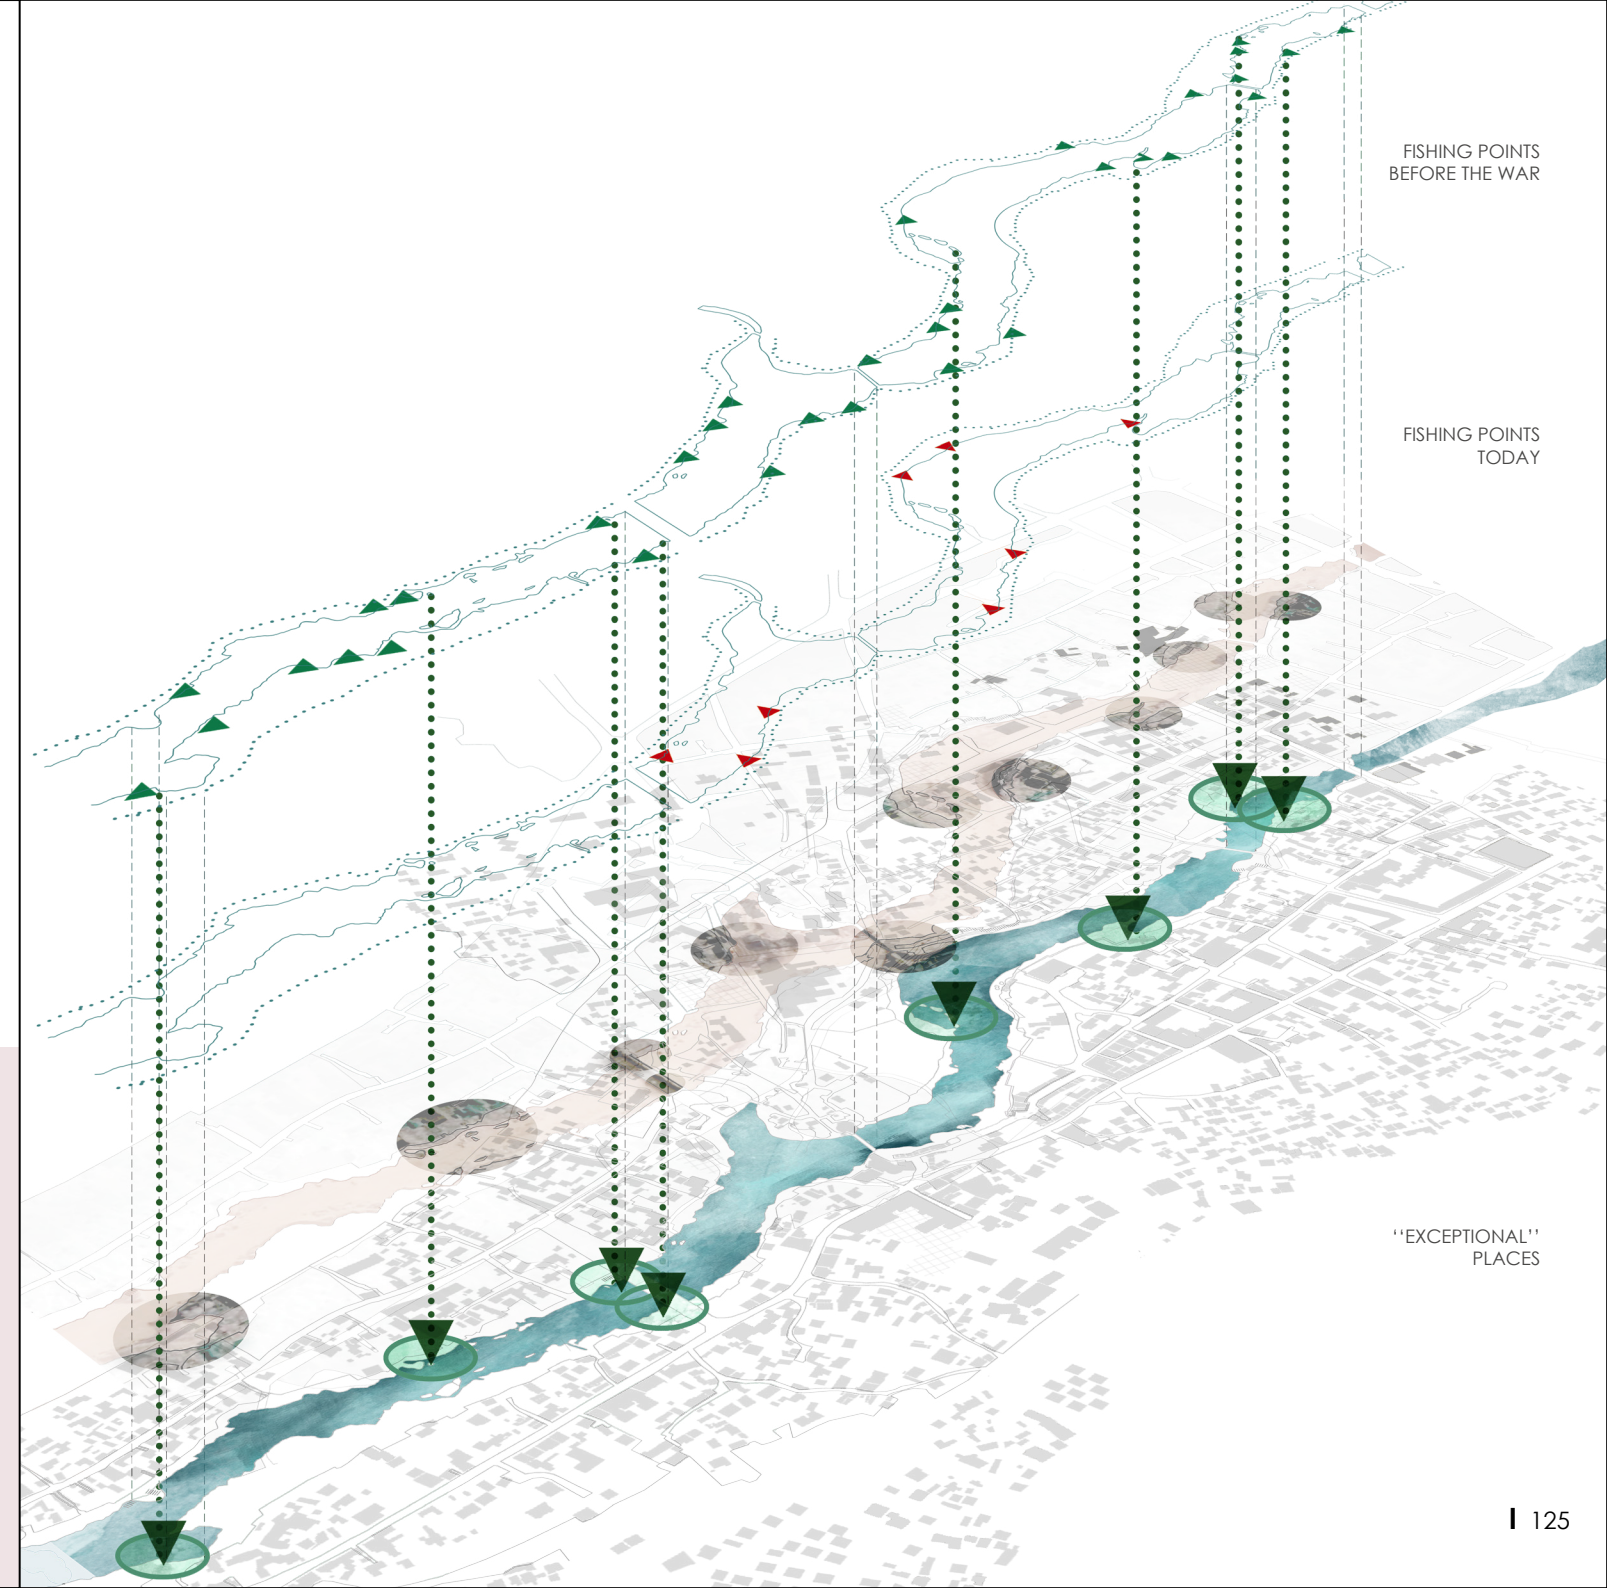 FISHING POINTS
BEFORE THE WAR
FISHING POINTS
TODAY
‘‘EXCEPTIONAL’’
PLACES
125